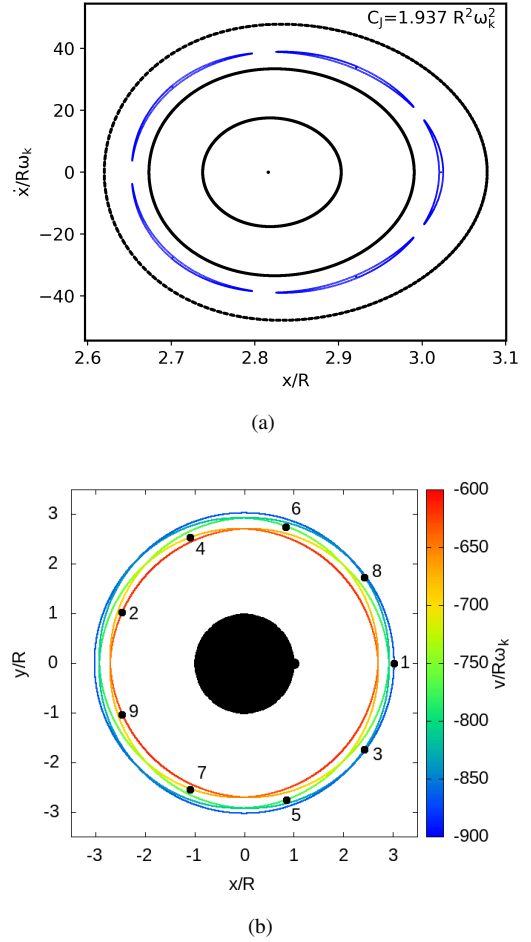 C_J=1.937 R²ω_k²
40
20
0
−20
−40
ẋ/Rω_k
2.6 2.7 2.8 2.9 3.0 3.1
x/R
(a)
3
2
1
0
-1
-2
-3
y/R
6
4
8
2
1
9
3
7
5
-3 -2 -1 0 1 2 3
x/R
-600
-650
-700
-750
-800
-850
-900
v/Rω_k
(b)